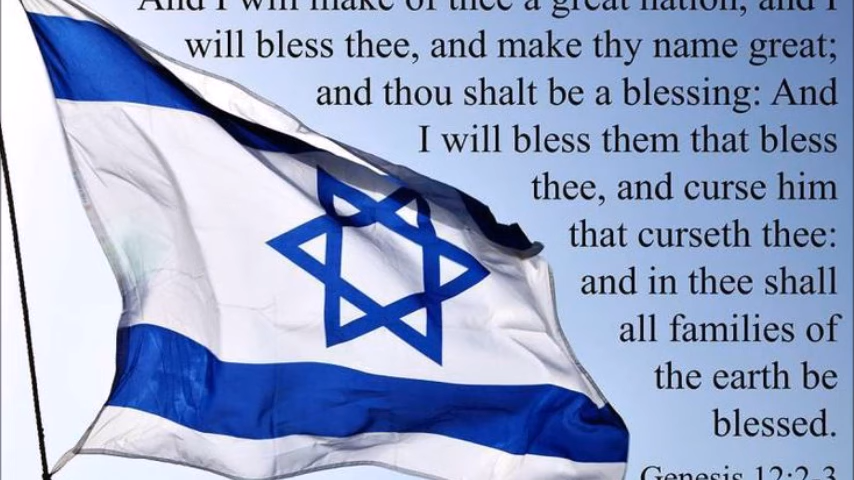 And I will make of thee a great nation, and I
will bless thee, and make thy name great;
and thou shalt be a blessing: And
I will bless them that bless
thee, and curse him
that curseth thee:
and in thee shall
all families of
the earth be
blessed.
Genesis 12:2-3